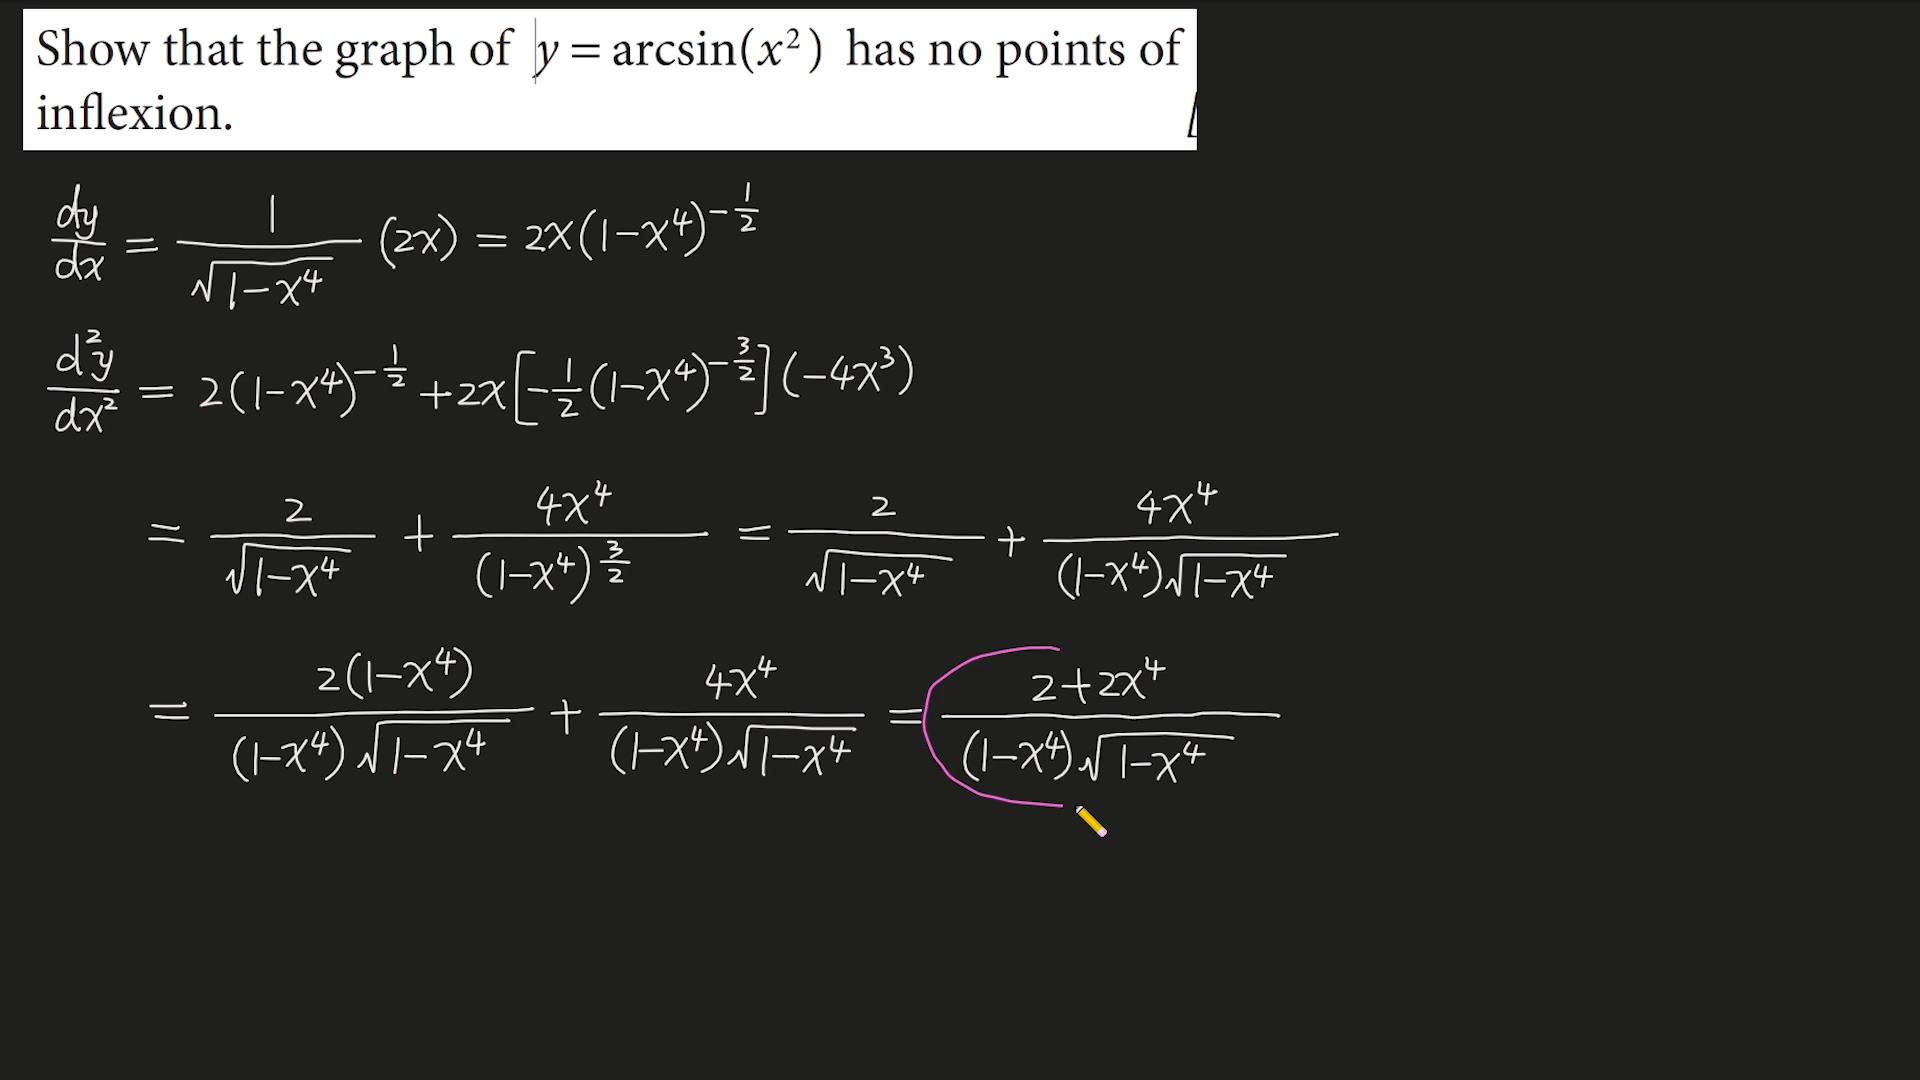 Show that the graph of y = arcsin(x²) has no points of
inflexion.
dy/dx = 1/√(1-x⁴) (2x) = 2x(1-x⁴)^(-1/2)
d²y/dx² = 2(1-x⁴)^(-1/2) + 2x[-1/2(1-x⁴)^(-3/2)](-4x³)
= 2/√(1-x⁴) + 4x⁴/(1-x⁴)^(3/2) = 2/√(1-x⁴) + 4x⁴/((1-x⁴)√(1-x⁴))
= 2(1-x⁴)/((1-x⁴)√(1-x⁴)) + 4x⁴/((1-x⁴)√(1-x⁴)) = (2+2x⁴)/((1-x⁴)√(1-x⁴))